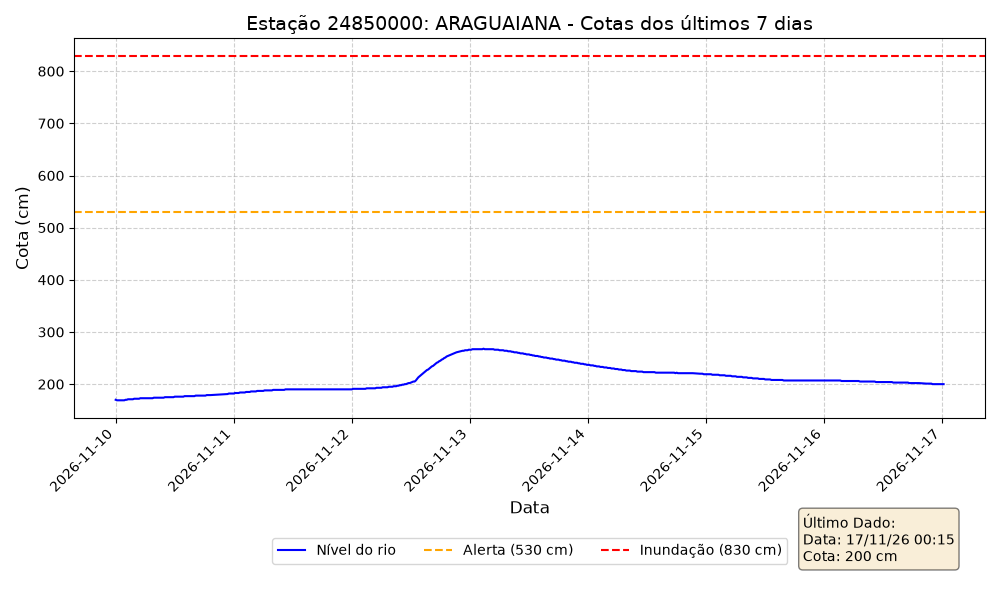 Estação 24850000: ARAGUAIANA - Cotas dos últimos 7 dias
Cota (cm)
800
700
600
500
400
300
200
2026-11-10
2026-11-11
2026-11-12
2026-11-13
2026-11-14
2026-11-15
2026-11-16
2026-11-17
Data
Nível do rio
Alerta (530 cm)
Inundação (830 cm)
Último Dado:
Data: 17/11/26 00:15
Cota: 200 cm